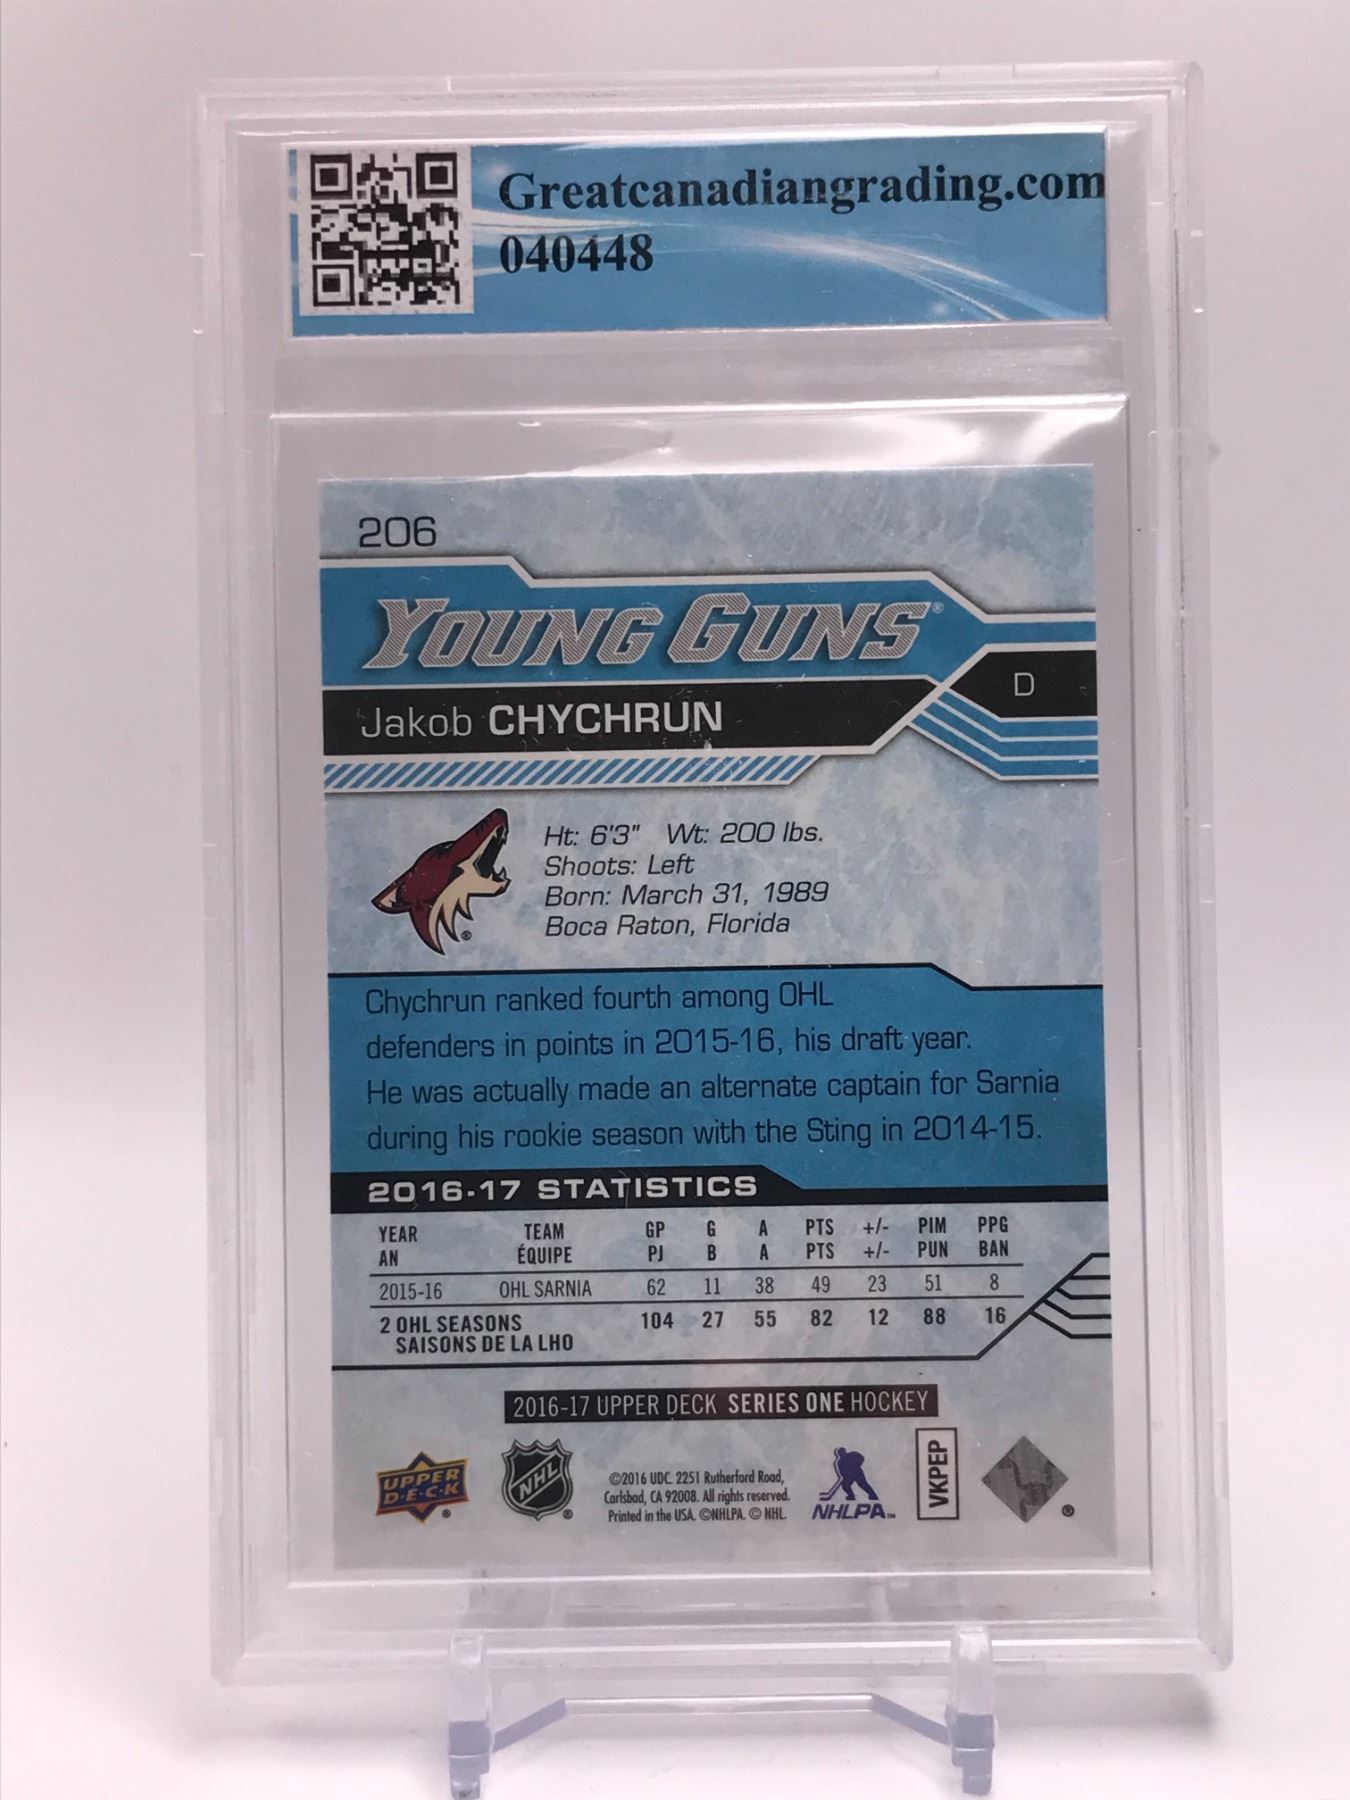 Greatcanadiangrading.com
040448
206
YOUNG GUNS®
D
Jakob CHYCHRUN
Ht: 6'3" Wt: 200 lbs.
Shoots: Left
Born: March 31, 1989
Boca Raton, Florida
®
Chychrun ranked fourth among OHL
defenders in points in 2015-16, his draft year.
He was actually made an alternate captain for Sarnia
during his rookie season with the Sting in 2014-15.
2016-17 STATISTICS
YEAR TEAM GP G A PTS +/- PIM PPG
AN ÉQUIPE PJ B A PTS +/- PUN BAN
2015-16 OHL SARNIA 62 11 38 49 23 51 8
2 OHL SEASONS 104 27 55 82 12 88 16
SAISONS DE LA LHO
2016-17 UPPER DECK SERIES ONE HOCKEY
UPPER
D·E·C·K
®
NHL
®
©2016 UDC. 2251 Rutherford Road,
Carlsbad, CA 92008. All rights reserved.
Printed in the USA. ©NHLPA. © NHL.
NHLPA™
VKPEP
®